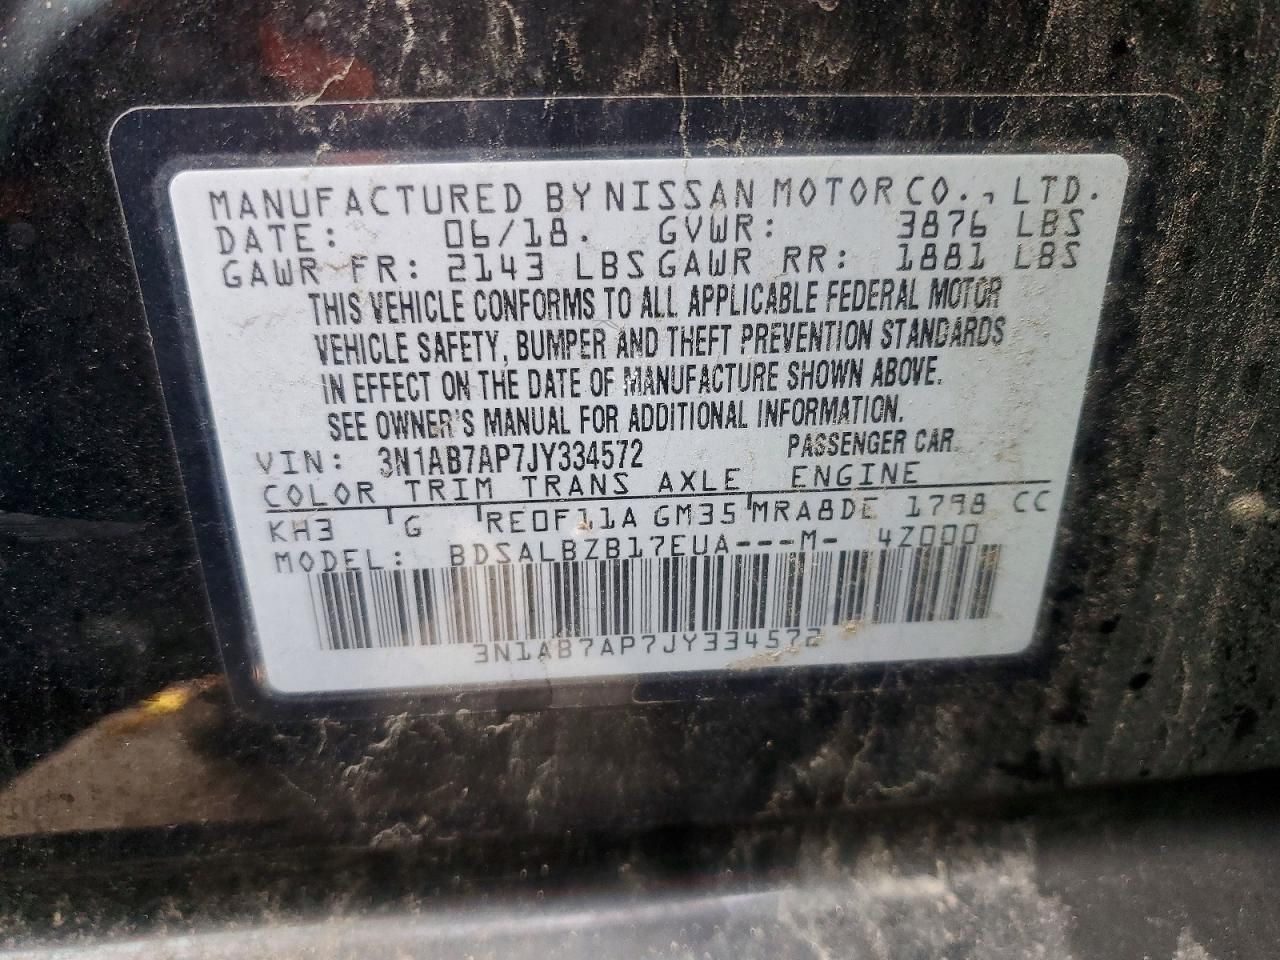 MANUFACTURED BY NISSAN MOTOR CO., LTD.
DATE: 06/18. GVWR: 3876 LBS
GAWR FR: 2143 LBS GAWR RR: 1881 LBS
THIS VEHICLE CONFORMS TO ALL APPLICABLE FEDERAL MOTOR
VEHICLE SAFETY, BUMPER AND THEFT PREVENTION STANDARDS
IN EFFECT ON THE DATE OF MANUFACTURE SHOWN ABOVE.
SEE OWNER'S MANUAL FOR ADDITIONAL INFORMATION.
VIN: 3N1AB7AP7JY334572 PASSENGER CAR
COLOR TRIM TRANS AXLE ENGINE
KH3 G RE0F11A GM35 MRA8DE 1798 CC
MODEL: BDSALBZB17EUA---M- 4Z000
3N1AB7AP7JY334572